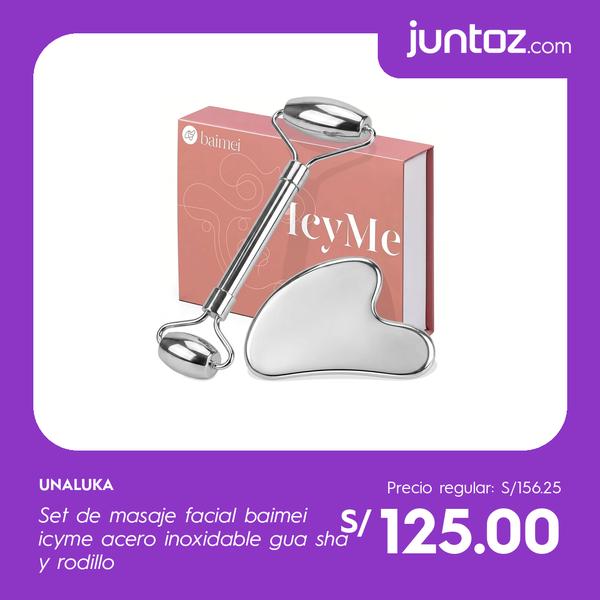 juntoz.com
baimei
IcyMe
UNALUKA
Precio regular: S/156.25
Set de masaje facial baimei
icyme acero inoxidable gua sha
y rodillo
S/125.00